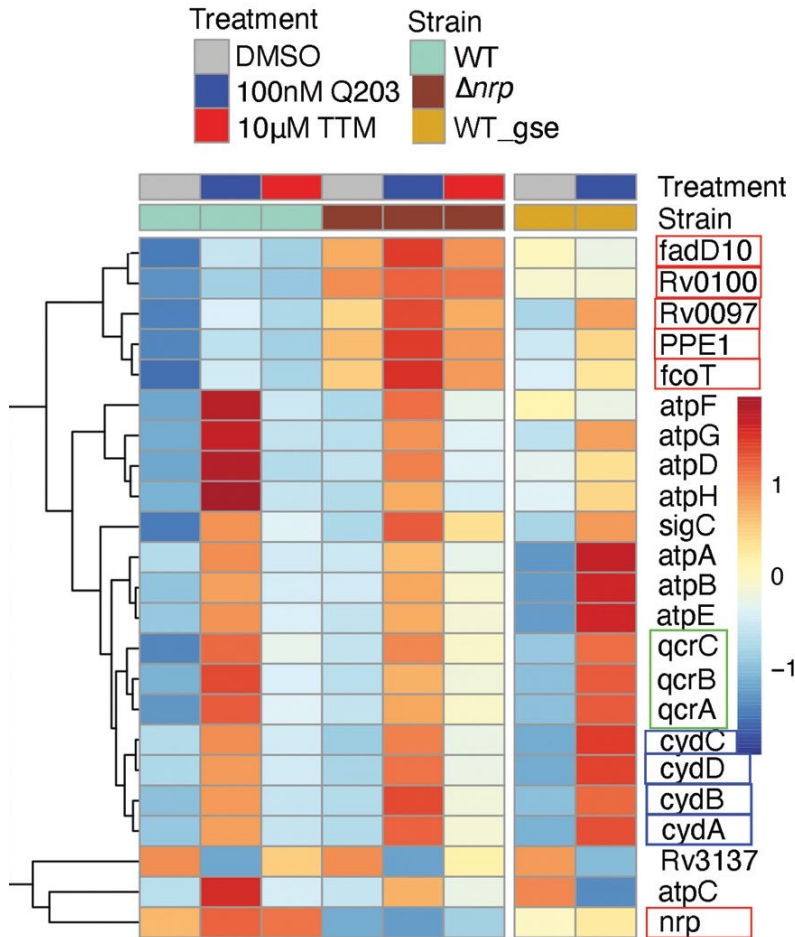 Treatment
DMSO
100nM Q203
10µM TTM
Strain
WT
Δnrp
WT_gse
Treatment
Strain
fadD10
Rv0100
Rv0097
PPE1
fcoT
atpF
atpG
atpD
atpH
sigC
atpA
atpB
atpE
qcrC
qcrB
qcrA
cydC
cydD
cydB
cydA
Rv3137
atpC
nrp
1
0
−1